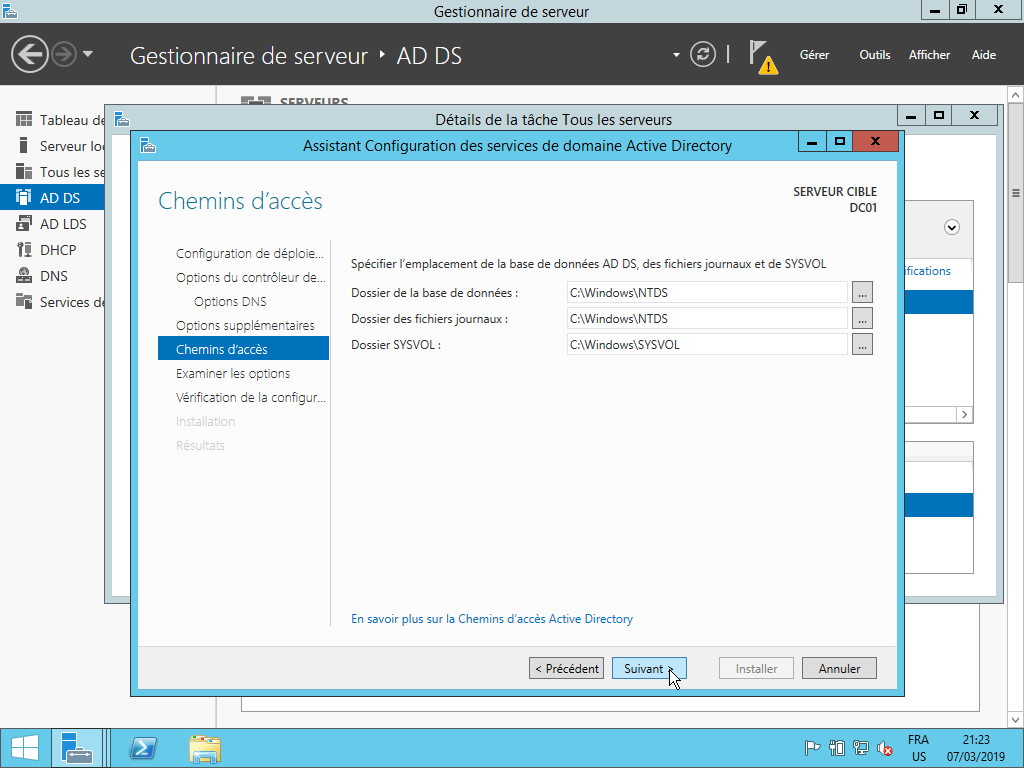 Gestionnaire de serveur
Gestionnaire de serveur ‣ AD DS
Gérer Outils Afficher Aide
Tableau de
Serveur loc
Tous les se
AD DS
AD LDS
DHCP
DNS
Services de
SERVEURS
Détails de la tâche Tous les serveurs
ifications
Assistant Configuration des services de domaine Active Directory
Chemins d’accès
SERVEUR CIBLE
DC01
Configuration de déploie...
Options du contrôleur de...
Options DNS
Options supplémentaires
Chemins d’accès
Examiner les options
Vérification de la configur...
Installation
Résultats
Spécifier l’emplacement de la base de données AD DS, des fichiers journaux et de SYSVOL
Dossier de la base de données : C:\Windows\NTDS ...
Dossier des fichiers journaux : C:\Windows\NTDS ...
Dossier SYSVOL : C:\Windows\SYSVOL ...
En savoir plus sur la Chemins d’accès Active Directory
< Précédent Suivant > Installer Annuler
FRA 21:23
US 07/03/2019